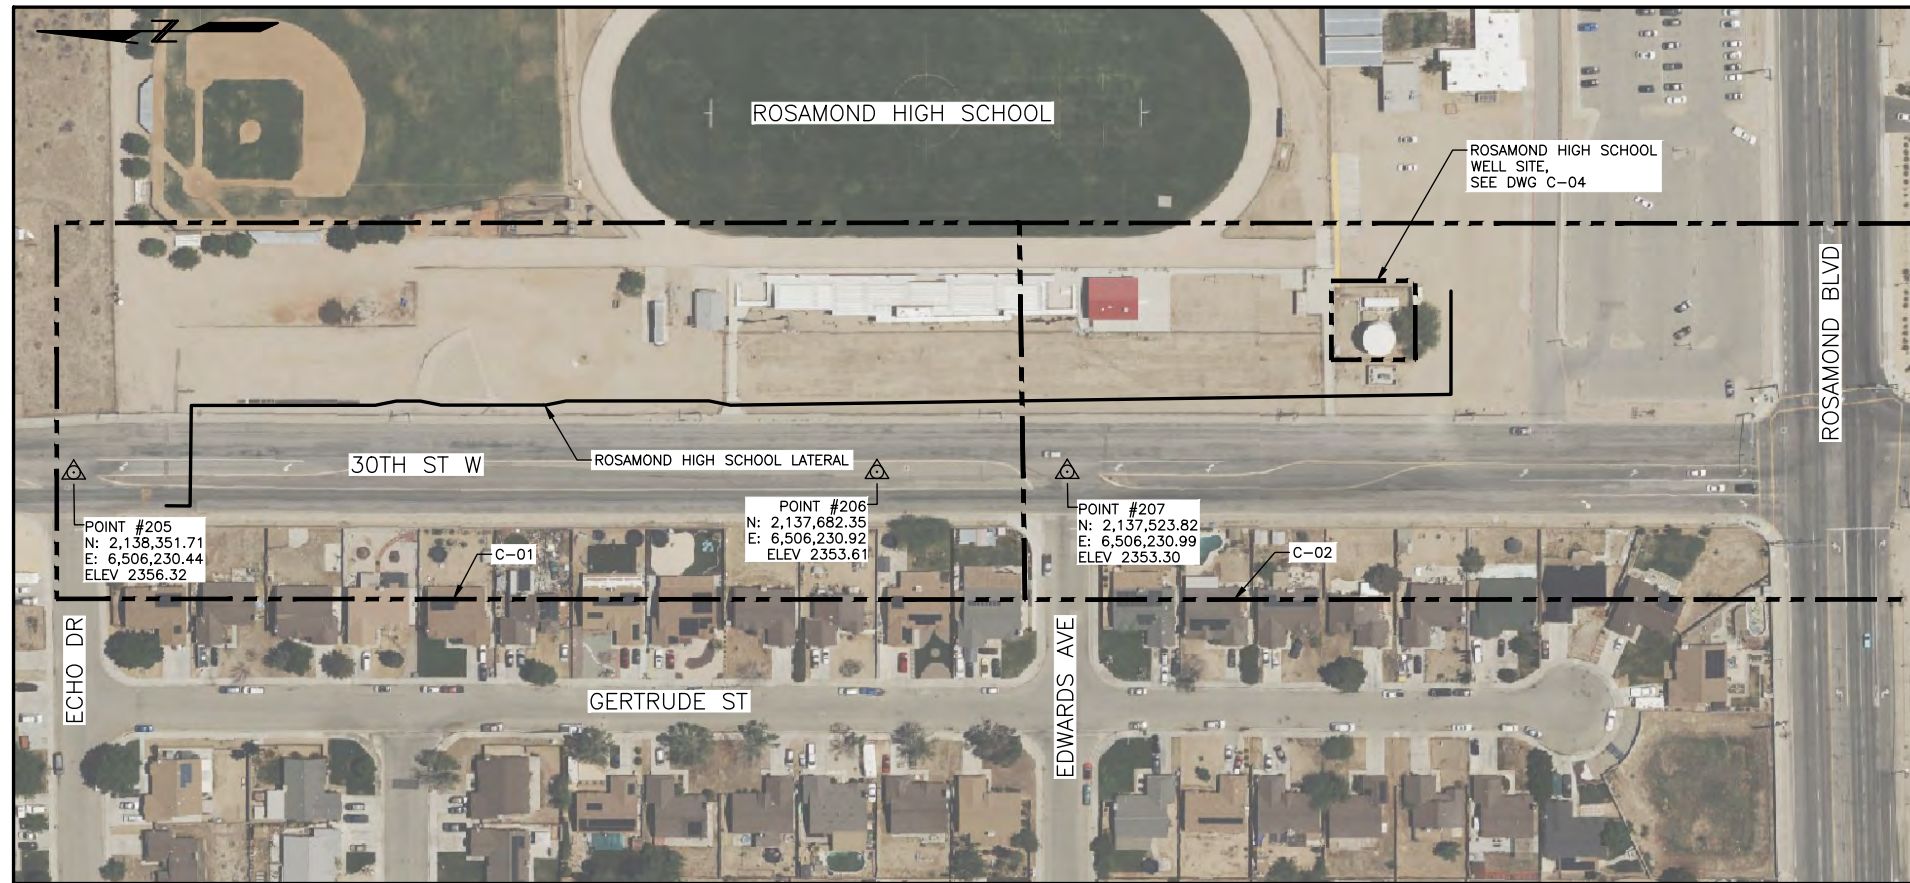 N
ROSAMOND HIGH SCHOOL
ROSAMOND HIGH SCHOOL
WELL SITE,
SEE DWG C-04
ROSAMOND BLVD
30TH ST W
ROSAMOND HIGH SCHOOL LATERAL
POINT #205
N: 2,138,351.71
E: 6,506,230.44
ELEV 2356.32
POINT #206
N: 2,137,682.35
E: 6,506,230.92
ELEV 2353.61
POINT #207
N: 2,137,523.82
E: 6,506,230.99
ELEV 2353.30
C-01
C-02
ECHO DR
GERTRUDE ST
EDWARDS AVE